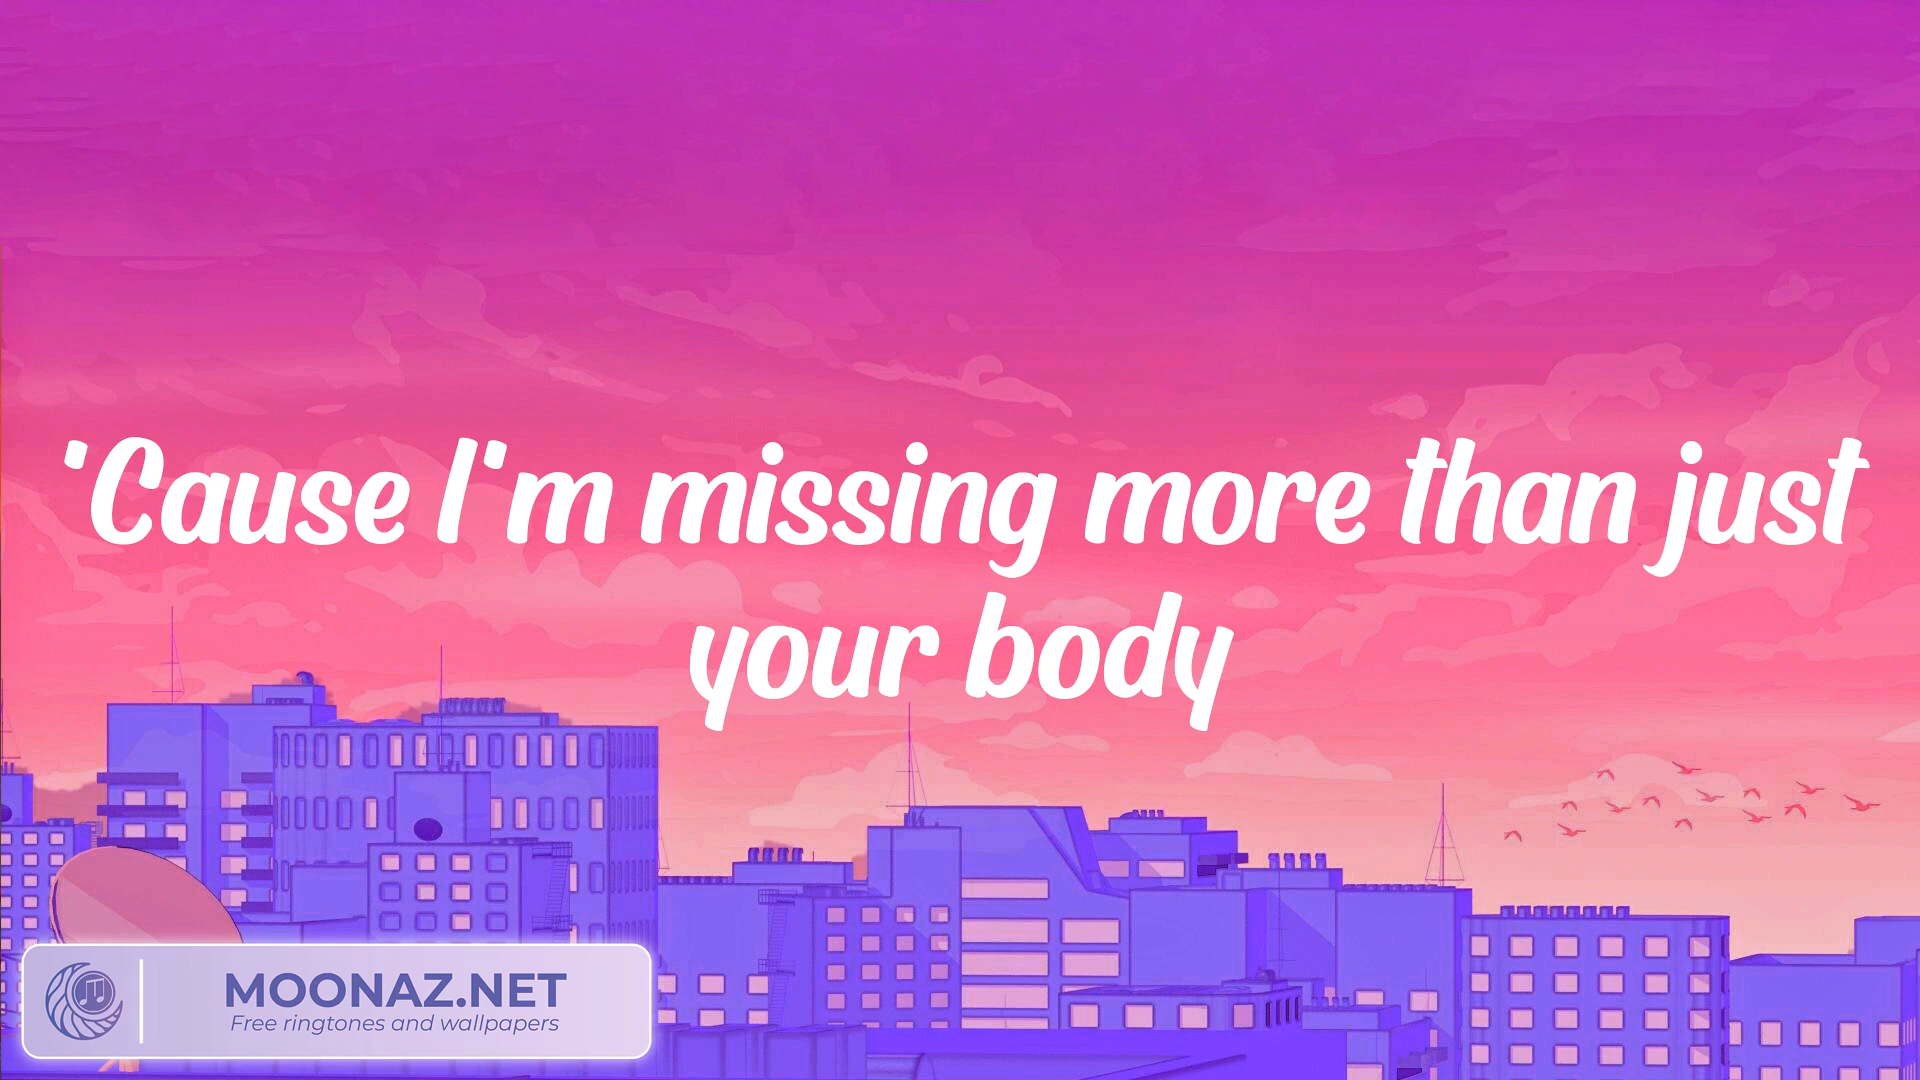 'Cause I'm missing more than just
your body
MOONAZ.NET
Free ringtones and wallpapers